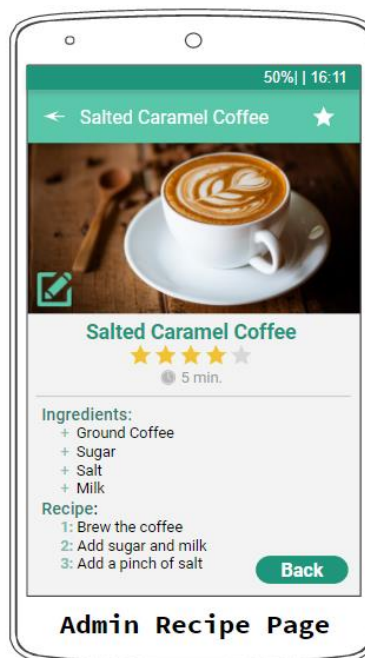 50%| | 16:11
Salted Caramel Coffee
Salted Caramel Coffee
5 min.
Ingredients:
+ Ground Coffee
+ Sugar
+ Salt
+ Milk
Recipe:
1: Brew the coffee
2: Add sugar and milk
3: Add a pinch of salt
Back
Admin Recipe Page